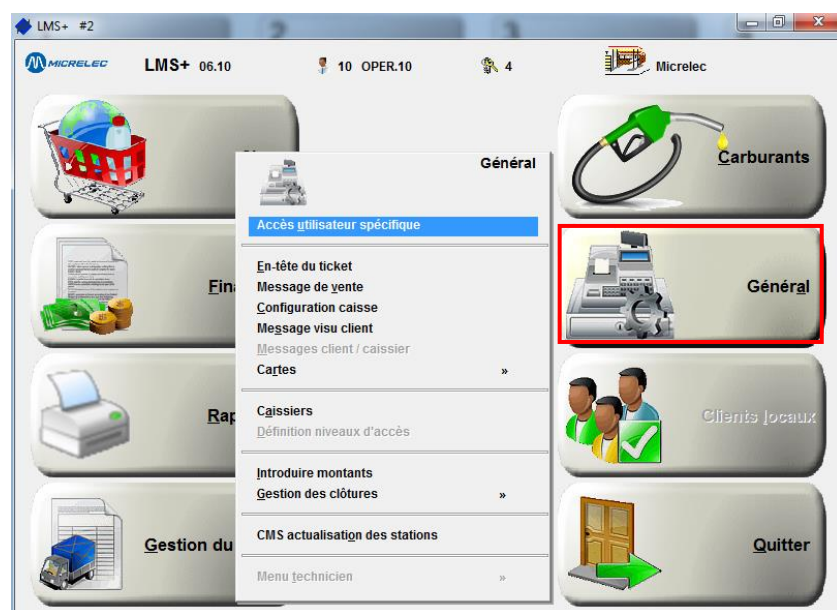 LMS+ #2
MICRELEC LMS+ 06.10 10 OPER.10 4 Micrelec
Carburants
Général
Accès utilisateur spécifique
En-tête du ticket
Message de vente
Configuration caisse
Message visu client
Messages client / caissier
Cartes »
Caissiers
Définition niveaux d'accès
Introduire montants
Gestion des clôtures »
CMS actualisation des stations
Menu technicien »
Fin
Général
Rap
Clients locaux
Gestion du
Quitter